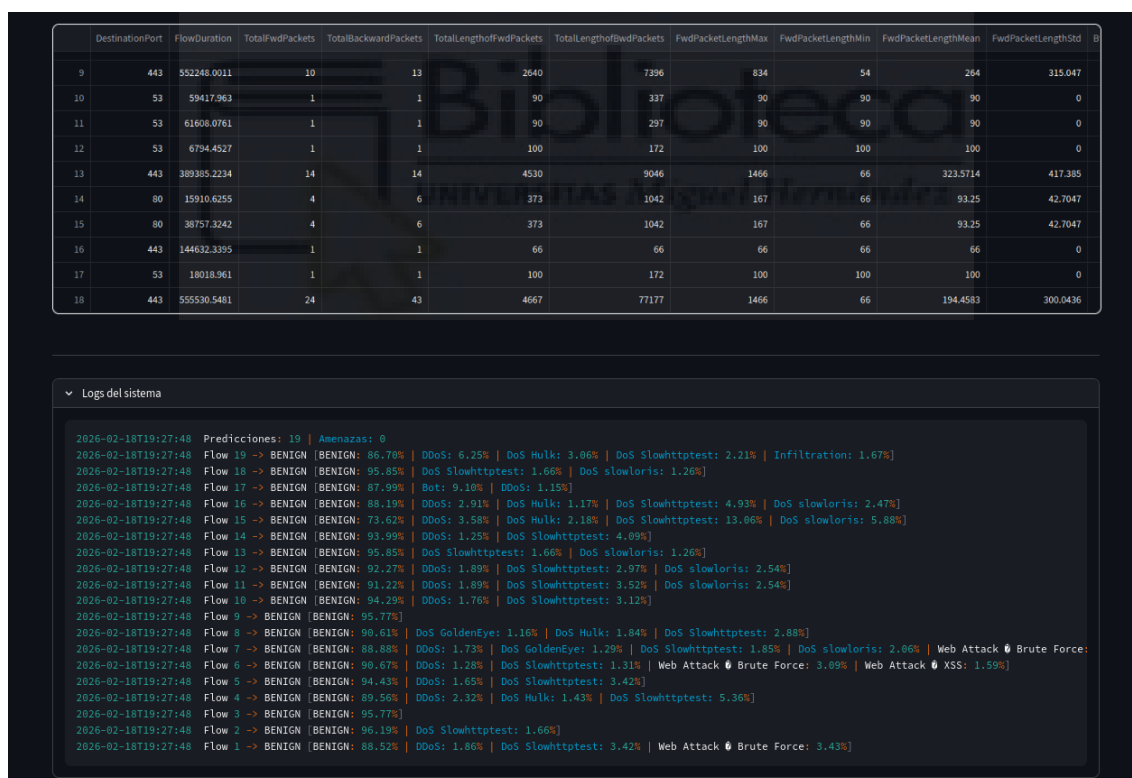 DestinationPort FlowDuration TotalFwdPackets TotalBackwardPackets TotalLengthofFwdPackets TotalLengthofBwdPackets FwdPacketLengthMax FwdPacketLengthMin FwdPacketLengthMean FwdPacketLengthStd B
9 443 552248.0011 10 13 2640 7396 834 54 264 315.047
10 53 59417.963 1 1 90 337 90 90 90 0
11 53 61608.0761 1 1 90 297 90 90 90 0
12 53 6794.4527 1 1 100 172 100 100 100 0
13 443 389385.2234 14 14 4530 9046 1466 66 323.5714 417.385
14 80 15910.6255 4 6 373 1042 167 66 93.25 42.7047
15 80 38757.3242 4 6 373 1042 167 66 93.25 42.7047
16 443 144632.3395 1 1 66 66 66 66 66 0
17 53 18018.961 1 1 100 172 100 100 100 0
18 443 555530.5481 24 43 4667 77177 1466 66 194.4583 300.0436
Biblioteca
UNIVERSITAS Miguel Hernández
Logs del sistema
2026-02-18T19:27:48 Predicciones: 19 | Amenazas: 0
2026-02-18T19:27:48 Flow 19 -> BENIGN [BENIGN: 86.70% | DDoS: 6.25% | DoS Hulk: 3.06% | DoS Slowhttptest: 2.21% | Infiltration: 1.67%]
2026-02-18T19:27:48 Flow 18 -> BENIGN [BENIGN: 95.85% | DoS Slowhttptest: 1.66% | DoS slowloris: 1.26%]
2026-02-18T19:27:48 Flow 17 -> BENIGN [BENIGN: 87.99% | Bot: 9.10% | DDoS: 1.15%]
2026-02-18T19:27:48 Flow 16 -> BENIGN [BENIGN: 88.19% | DDoS: 2.91% | DoS Hulk: 1.17% | DoS Slowhttptest: 4.93% | DoS slowloris: 2.47%]
2026-02-18T19:27:48 Flow 15 -> BENIGN [BENIGN: 73.62% | DDoS: 3.58% | DoS Hulk: 2.18% | DoS Slowhttptest: 13.06% | DoS slowloris: 5.88%]
2026-02-18T19:27:48 Flow 14 -> BENIGN [BENIGN: 93.99% | DDoS: 1.25% | DoS Slowhttptest: 4.09%]
2026-02-18T19:27:48 Flow 13 -> BENIGN [BENIGN: 95.85% | DoS Slowhttptest: 1.66% | DoS slowloris: 1.26%]
2026-02-18T19:27:48 Flow 12 -> BENIGN [BENIGN: 92.27% | DDoS: 1.89% | DoS Slowhttptest: 2.97% | DoS slowloris: 2.54%]
2026-02-18T19:27:48 Flow 11 -> BENIGN [BENIGN: 91.22% | DDoS: 1.89% | DoS Slowhttptest: 3.52% | DoS slowloris: 2.54%]
2026-02-18T19:27:48 Flow 10 -> BENIGN [BENIGN: 94.29% | DDoS: 1.76% | DoS Slowhttptest: 3.12%]
2026-02-18T19:27:48 Flow 9 -> BENIGN [BENIGN: 95.77%]
2026-02-18T19:27:48 Flow 8 -> BENIGN [BENIGN: 90.61% | DoS GoldenEye: 1.16% | DoS Hulk: 1.84% | DoS Slowhttptest: 2.88%]
2026-02-18T19:27:48 Flow 7 -> BENIGN [BENIGN: 88.88% | DDoS: 1.73% | DoS GoldenEye: 1.29% | DoS Slowhttptest: 1.85% | DoS slowloris: 2.06% | Web Attack � Brute Force:
2026-02-18T19:27:48 Flow 6 -> BENIGN [BENIGN: 90.67% | DDoS: 1.28% | DoS Slowhttptest: 1.31% | Web Attack � Brute Force: 3.09% | Web Attack � XSS: 1.59%]
2026-02-18T19:27:48 Flow 5 -> BENIGN [BENIGN: 94.43% | DDoS: 1.65% | DoS Slowhttptest: 3.42%]
2026-02-18T19:27:48 Flow 4 -> BENIGN [BENIGN: 89.56% | DDoS: 2.32% | DoS Hulk: 1.43% | DoS Slowhttptest: 5.36%]
2026-02-18T19:27:48 Flow 3 -> BENIGN [BENIGN: 95.77%]
2026-02-18T19:27:48 Flow 2 -> BENIGN [BENIGN: 96.19% | DoS Slowhttptest: 1.66%]
2026-02-18T19:27:48 Flow 1 -> BENIGN [BENIGN: 88.52% | DDoS: 1.86% | DoS Slowhttptest: 3.42% | Web Attack � Brute Force: 3.43%]